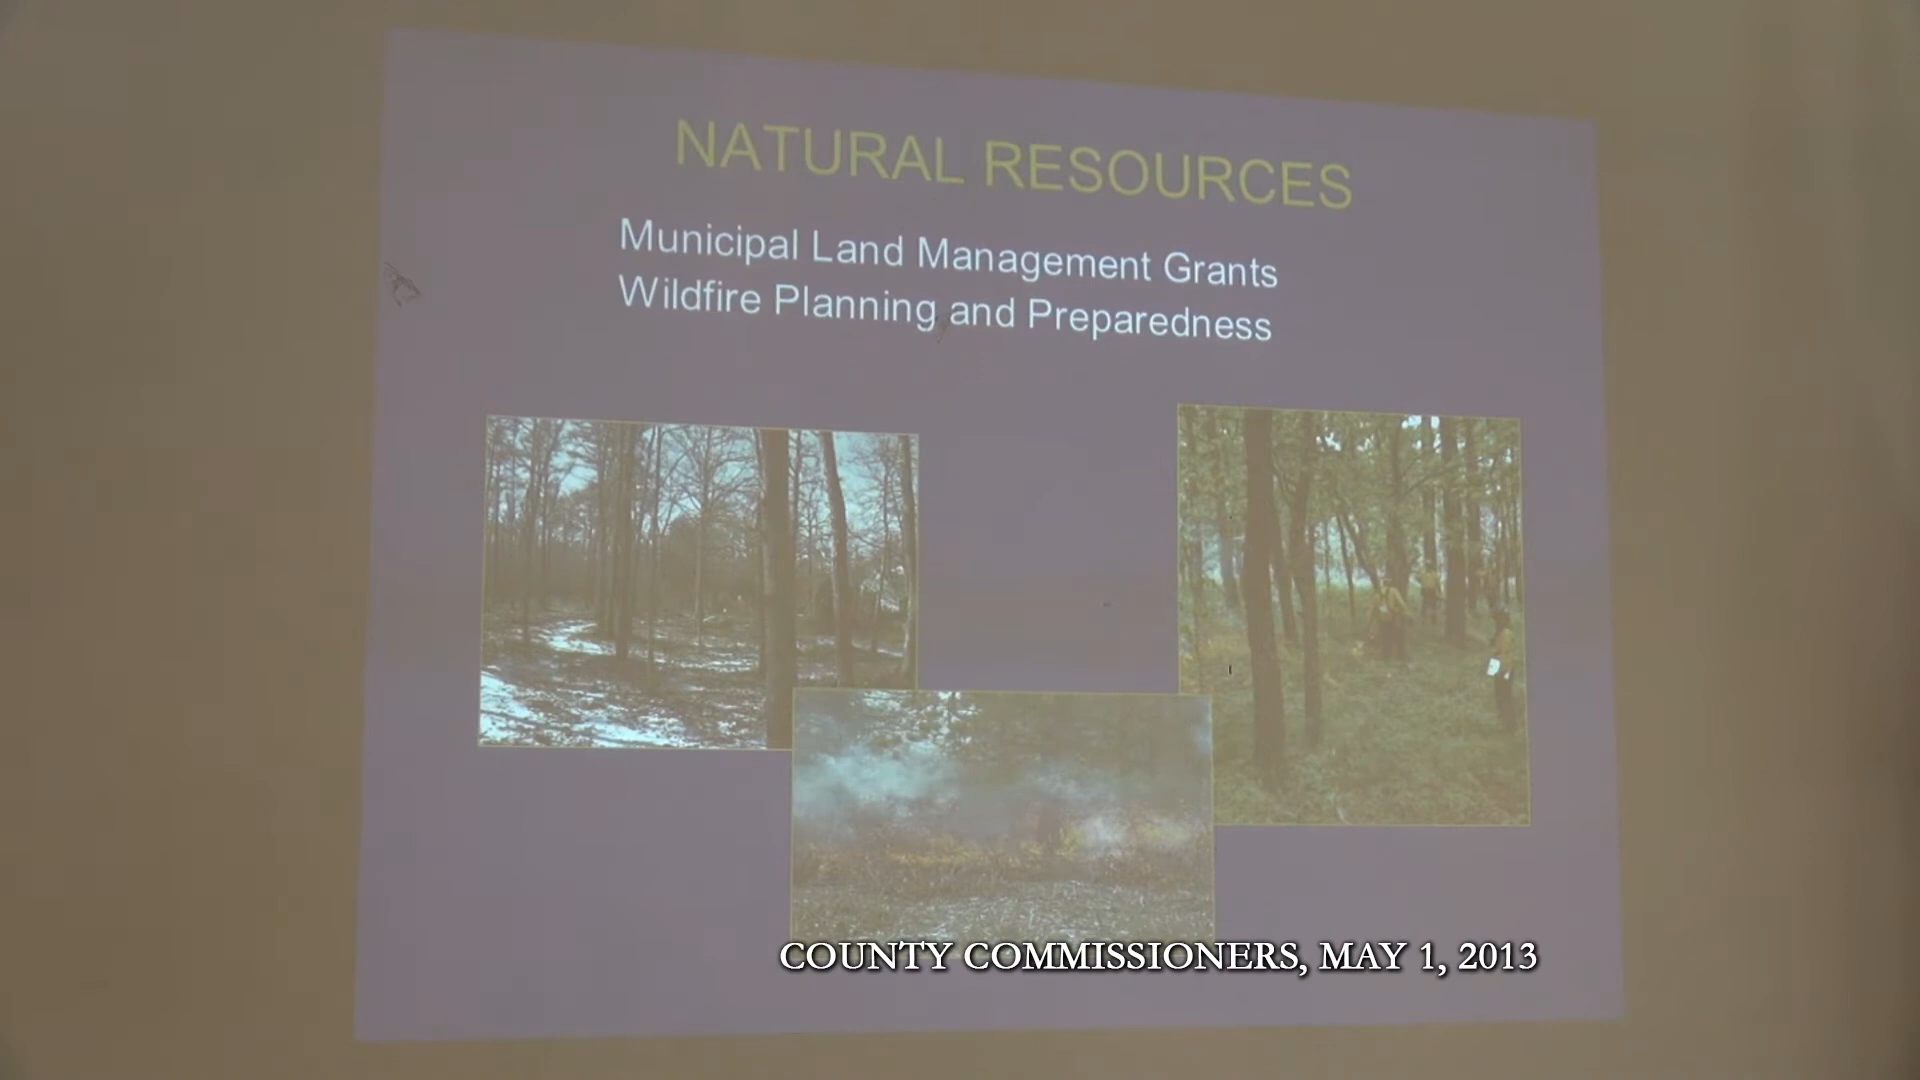 NATURAL RESOURCES
Municipal Land Management Grants
Wildfire Planning and Preparedness
COUNTY COMMISSIONERS, MAY 1, 2013